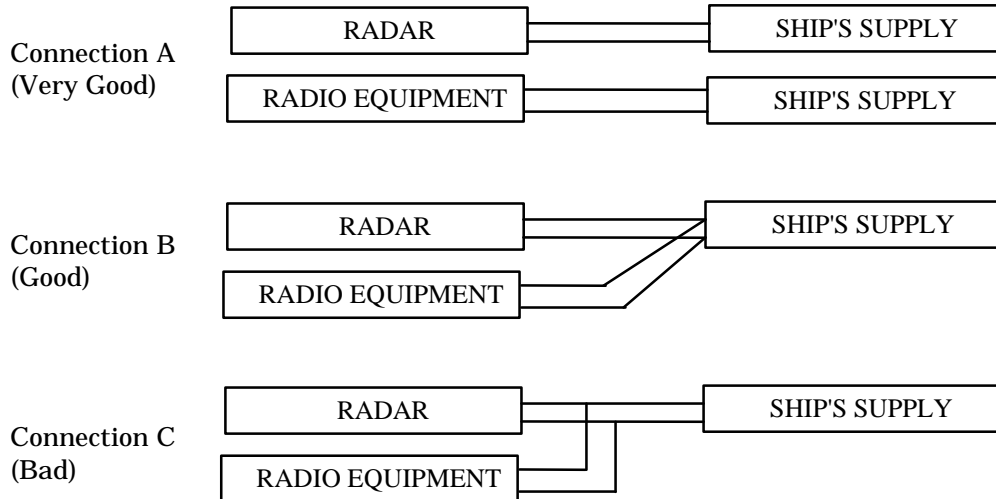 Connection A
(Very Good)
RADAR
SHIP'S SUPPLY
RADIO EQUIPMENT
SHIP'S SUPPLY
Connection B
(Good)
RADAR
SHIP'S SUPPLY
RADIO EQUIPMENT
Connection C
(Bad)
RADAR
SHIP'S SUPPLY
RADIO EQUIPMENT